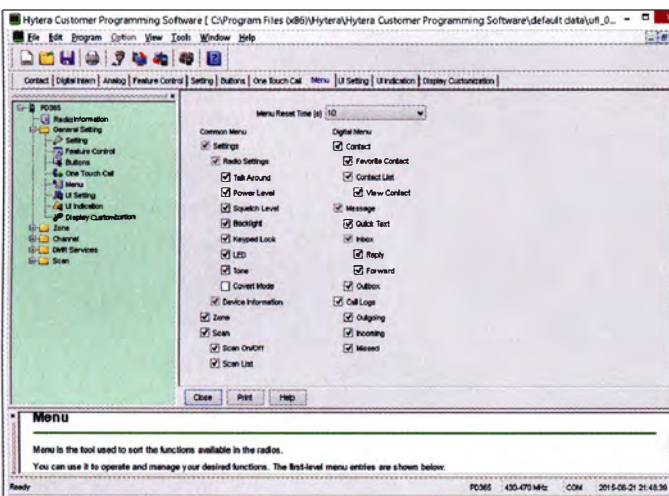 Hytera Customer Programming Software [ C:\Program Files (x86)\Hytera\Hytera Customer Programming Software\default data\ufi_0...
File Edit Program Option View Tools Window Help
Contact | Digital Intern | Analog | Feature Control | Setting | Buttons | One Touch Call Menu | UI Setting | UI Indication | Display Customization |
PD365
Radio Information
General Setting
Setting
Feature Control
Buttons
One Touch Call
Menu
UI Setting
UI Indication
Display Customization
Zone
Channel
DMR Services
Scan
Menu Reset Time [s] 10
Common Menu
Settings
Radio Settings
Talk Around
Power Level
Squelch Level
Backlight
Keypad Lock
LED
Tone
Covert Mode
Device Information
Zone
Scan
Scan On/Off
Scan List
Digital Menu
Contact
Favorite Contact
Contact List
View Contact
Message
Quick Text
Inbox
Reply
Forward
Outbox
Call Logs
Outgoing
Incoming
Missed
Close Print Help
Menu
Menu is the tool used to sort the functions available in the radios.
You can use it to operate and manage your desired functions. The first-level menu entries are shown below:
Ready PD365 430-470 MHz COM 2015-06-21 21:48:39